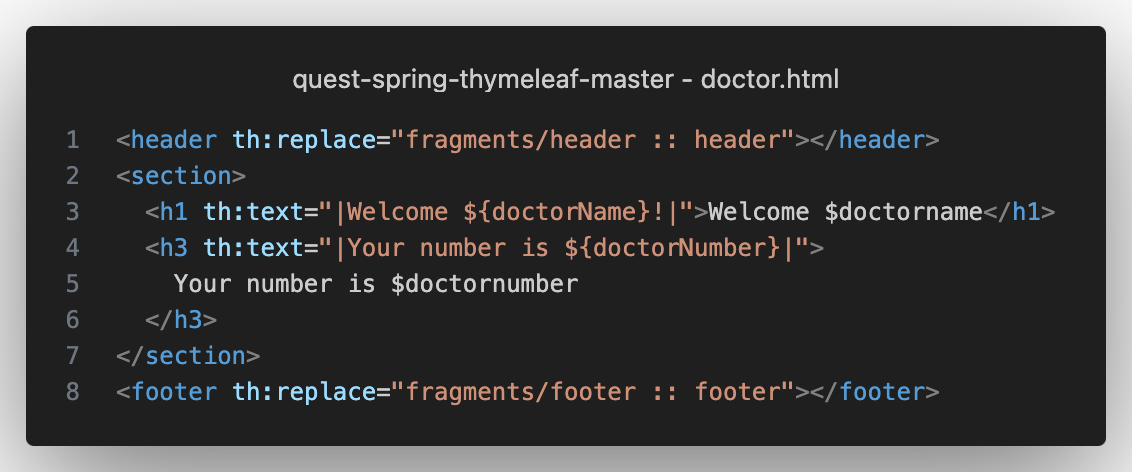 quest-spring-thymeleaf-master - doctor.html
1 <header th:replace="fragments/header :: header"></header>
2 <section>
3   <h1 th:text="|Welcome ${doctorName}!|">Welcome $doctorname</h1>
4   <h3 th:text="|Your number is ${doctorNumber}|">
5     Your number is $doctornumber
6   </h3>
7 </section>
8 <footer th:replace="fragments/footer :: footer"></footer>